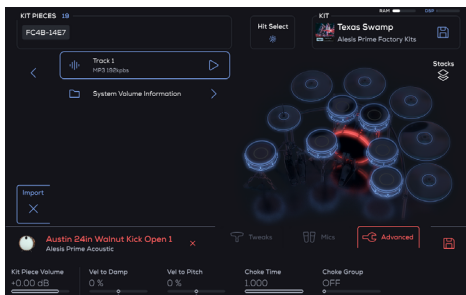 KIT PIECES 19
FC4B-14E7
Hit Select
RAM
DSP
KIT
Texas Swamp
Alesis Prime Factory Kits
Track 1
MP3 180kpbs
System Volume Information
Stacks
Import
Austin 24in Walnut Kick Open 1
Alesis Prime Acoustic
Tweaks
Mics
Advanced
Kit Piece Volume
+0.00 dB
Vel to Damp
0 %
Vel to Pitch
0 %
Choke Time
1.000
Choke Group
OFF